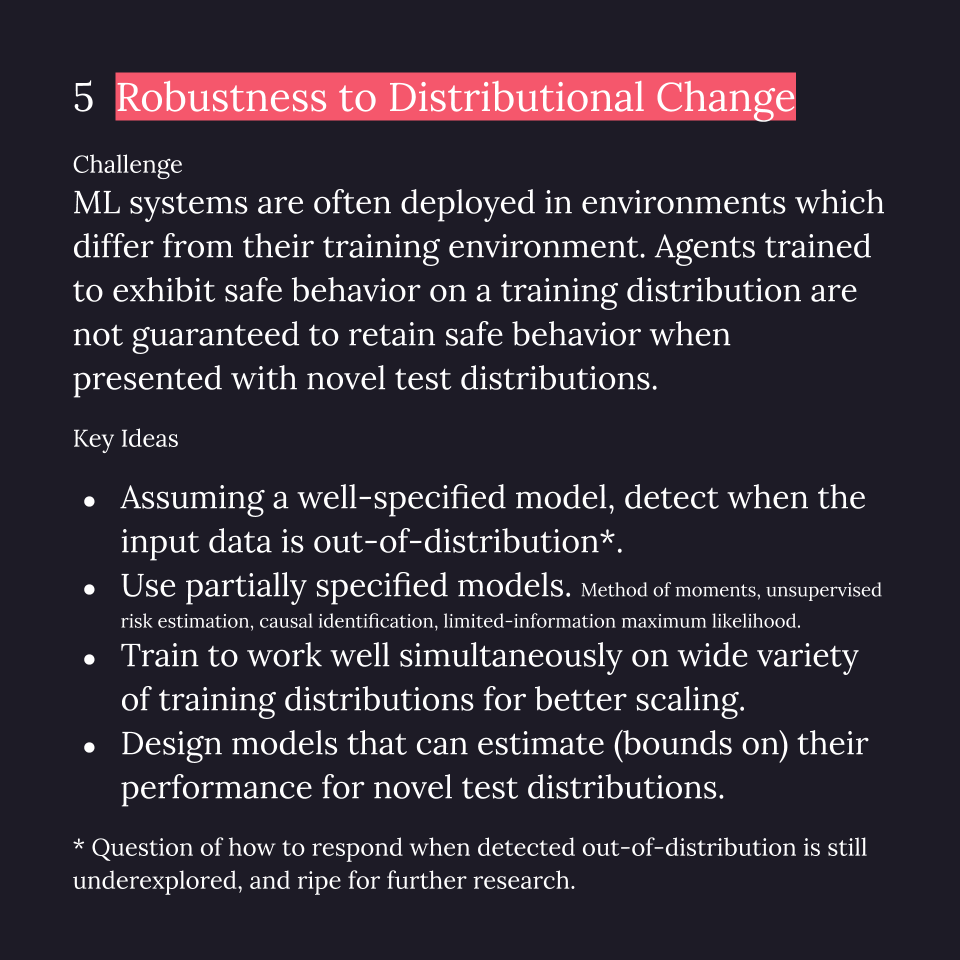 5 Robustness to Distributional Change
Challenge
ML systems are often deployed in environments which
differ from their training environment. Agents trained
to exhibit safe behavior on a training distribution are
not guaranteed to retain safe behavior when
presented with novel test distributions.
Key Ideas
● Assuming a well-specified model, detect when the
input data is out-of-distribution*.
● Use partially specified models. Method of moments, unsupervised
risk estimation, causal identification, limited-information maximum likelihood.
● Train to work well simultaneously on wide variety
of training distributions for better scaling.
● Design models that can estimate (bounds on) their
performance for novel test distributions.
* Question of how to respond when detected out-of-distribution is still
underexplored, and ripe for further research.